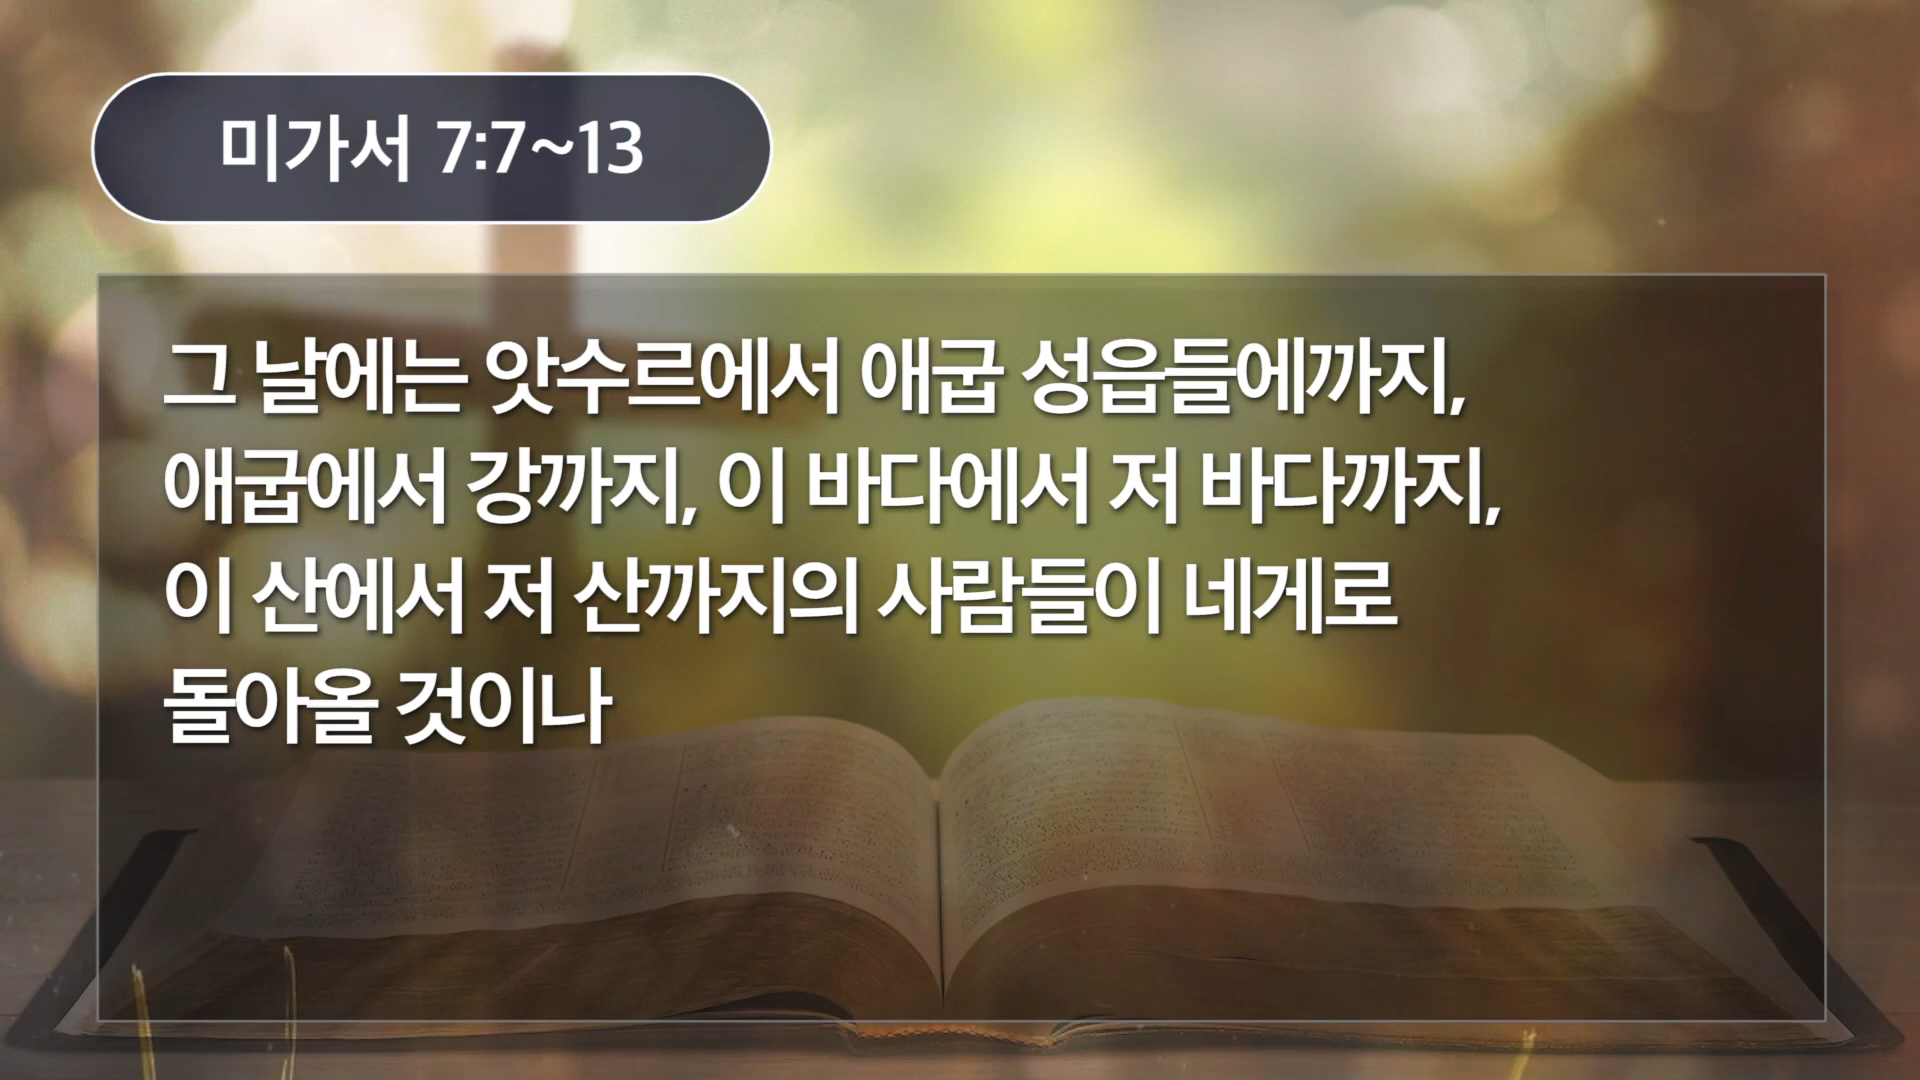 미가서 7:7~13
그 날에는 앗수르에서 애굽 성읍들에까지,
애굽에서 강까지, 이 바다에서 저 바다까지,
이 산에서 저 산까지의 사람들이 네게로
돌아올 것이나